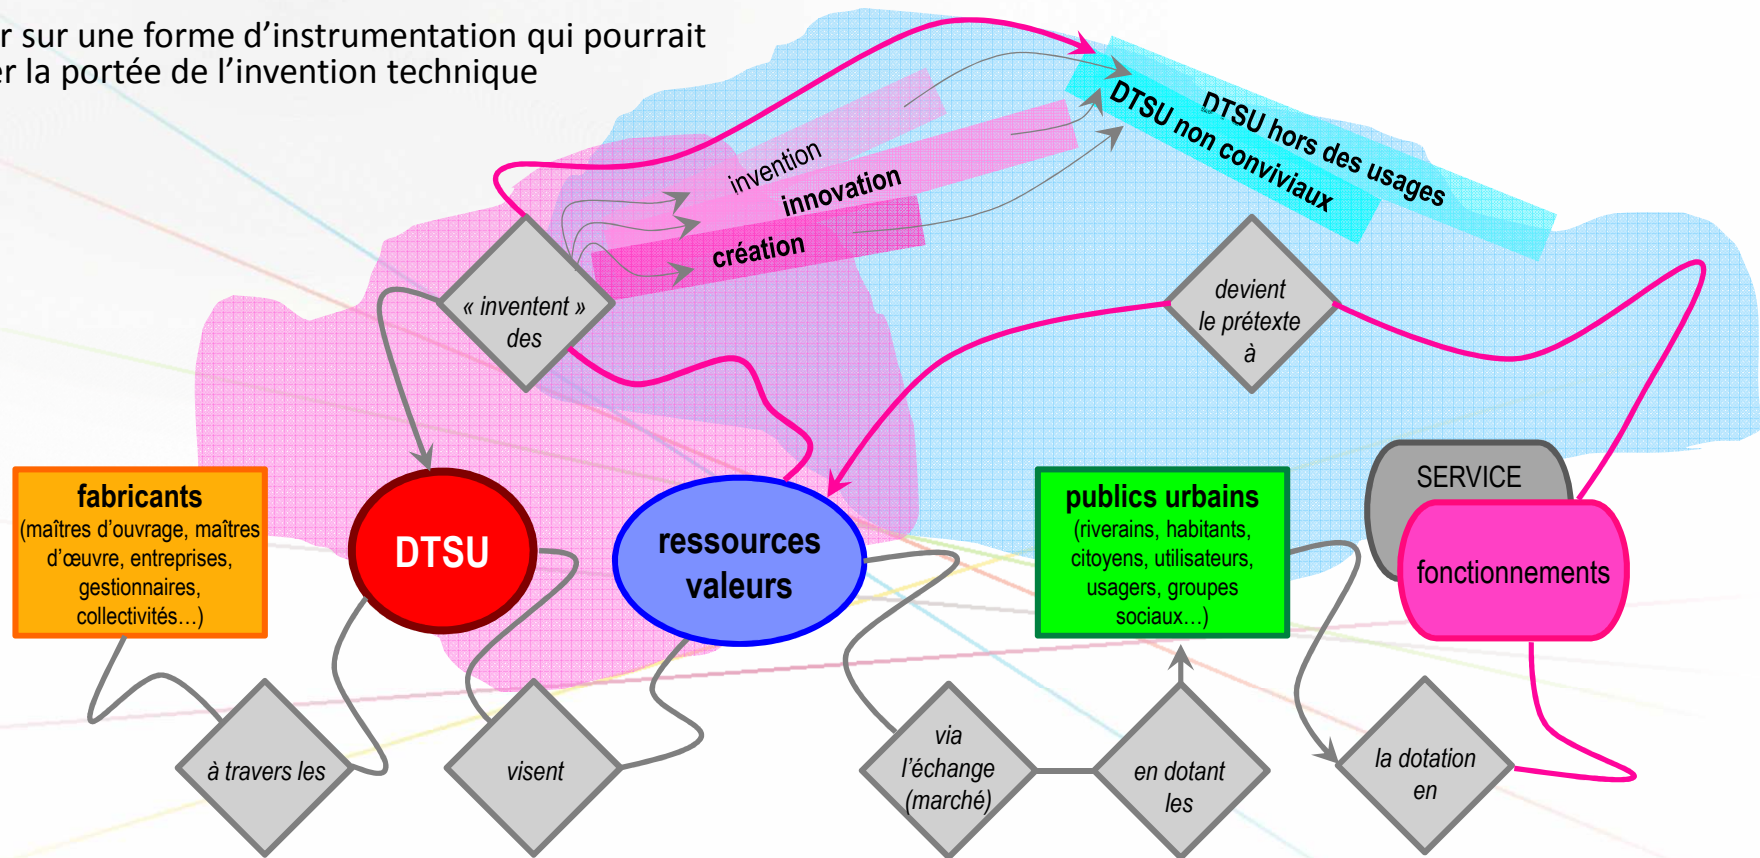 r sur une forme d’instrumentation qui pourrait
er la portée de l’invention technique
invention
innovation
création
DTSU hors des usages
DTSU non conviviaux
« inventent »
des
devient
le prétexte
à
fabricants
(maîtres d’ouvrage, maîtres
d’œuvre, entreprises,
gestionnaires,
collectivités…)
DTSU
ressources
valeurs
publics urbains
(riverains, habitants,
citoyens, utilisateurs,
usagers, groupes
sociaux…)
SERVICE
fonctionnements
à travers les
visent
via
l’échange
(marché)
en dotant
les
la dotation
en